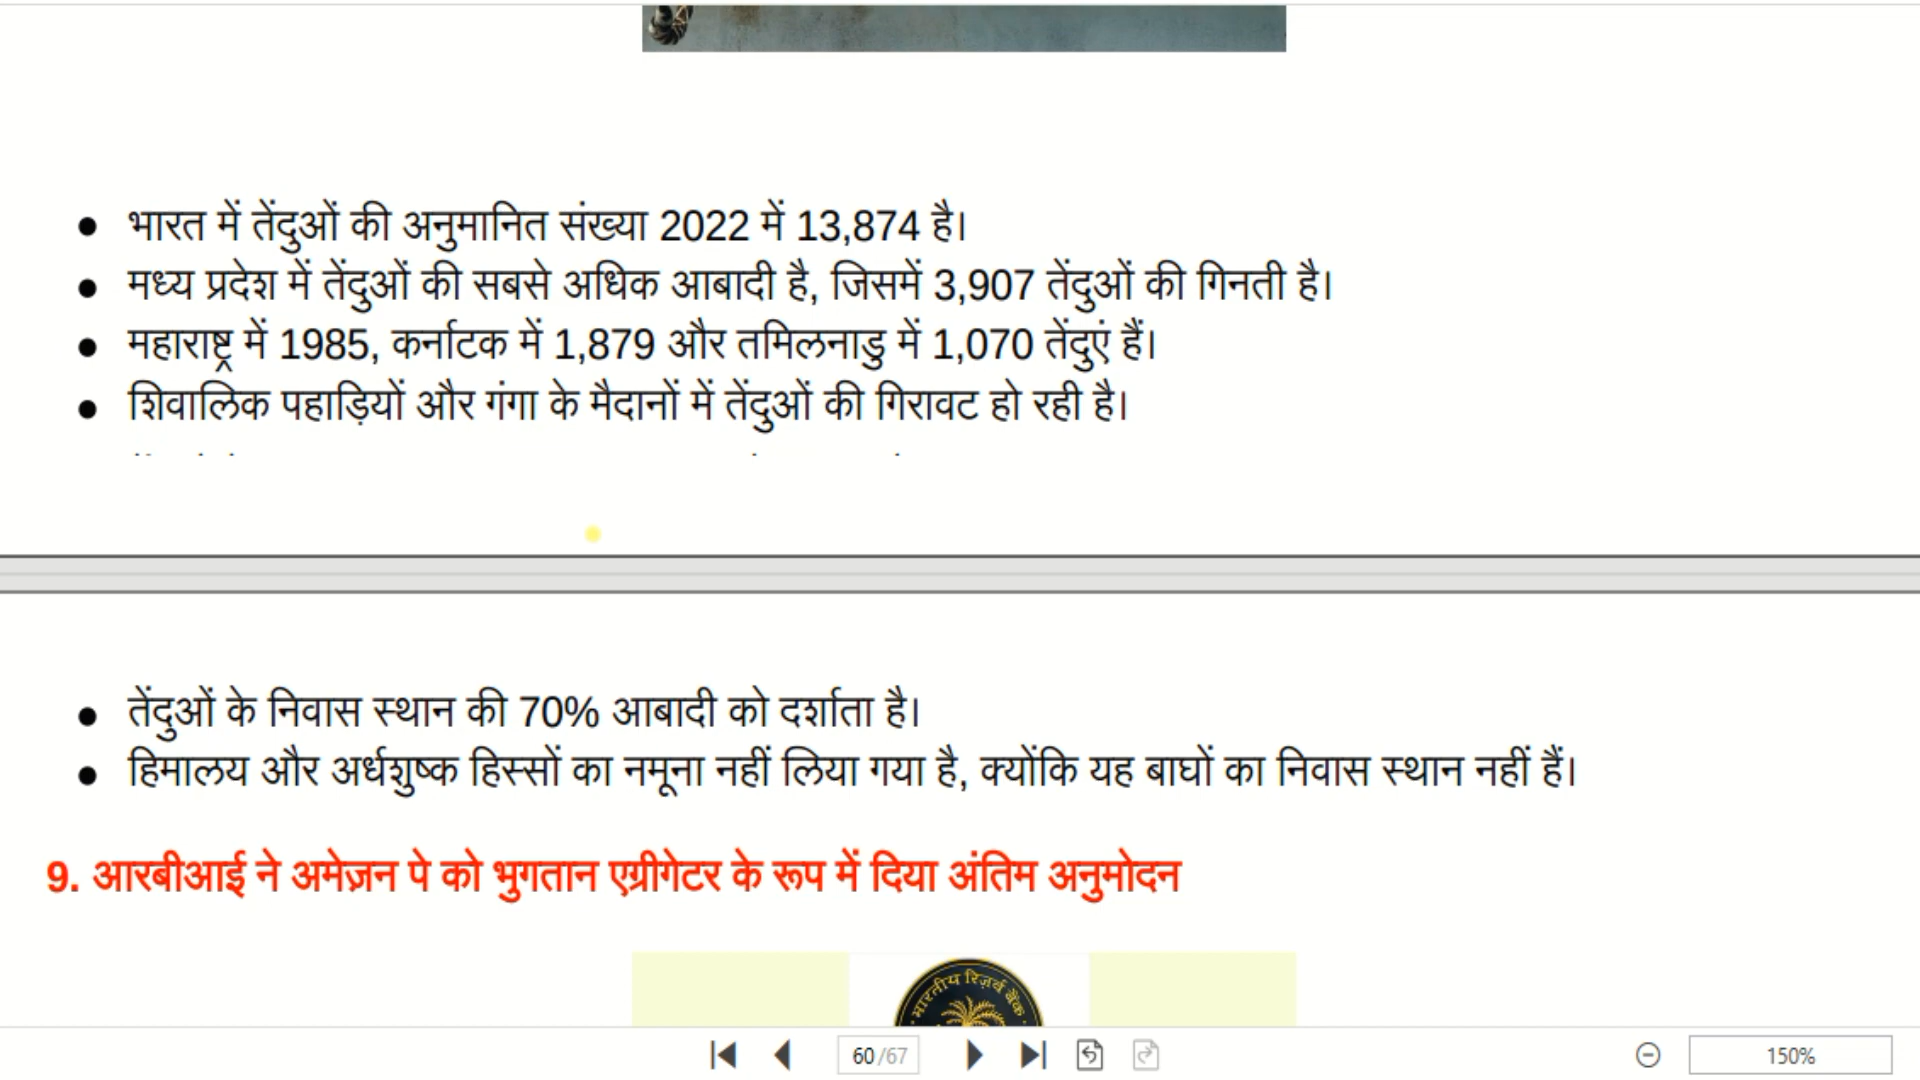 ● भारत में तेंदुओं की अनुमानित संख्या 2022 में 13,874 है।
● मध्य प्रदेश में तेंदुओं की सबसे अधिक आबादी है, जिसमें 3,907 तेंदुओं की गिनती है।
● महाराष्ट्र में 1985, कर्नाटक में 1,879 और तमिलनाडु में 1,070 तेंदुएं हैं।
● शिवालिक पहाड़ियों और गंगा के मैदानों में तेंदुओं की गिरावट हो रही है।
● तेंदुओं के निवास स्थान की 70% आबादी को दर्शाता है।
● हिमालय और अर्धशुष्क हिस्सों का नमूना नहीं लिया गया है, क्योंकि यह बाघों का निवास स्थान नहीं हैं।
9. आरबीआई ने अमेज़न पे को भुगतान एग्रीगेटर के रूप में दिया अंतिम अनुमोदन
भारतीय रिज़र्व बैंक
60/67
150%